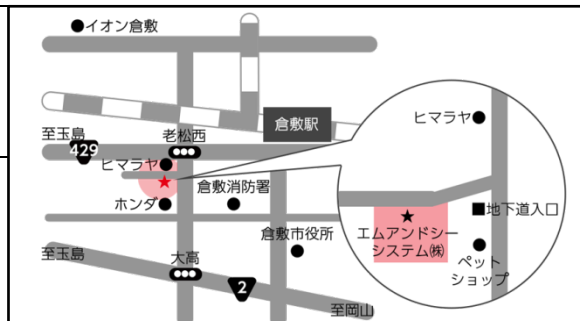 ●イオン倉敷
倉敷駅
至玉島
429
老松西
ヒマラヤ
ホンダ
倉敷消防署
倉敷市役所
至玉島
大高
2
至岡山
ヒマラヤ●
■地下道入口
★
エムアンドシー
システム㈱
ペット
ショップ